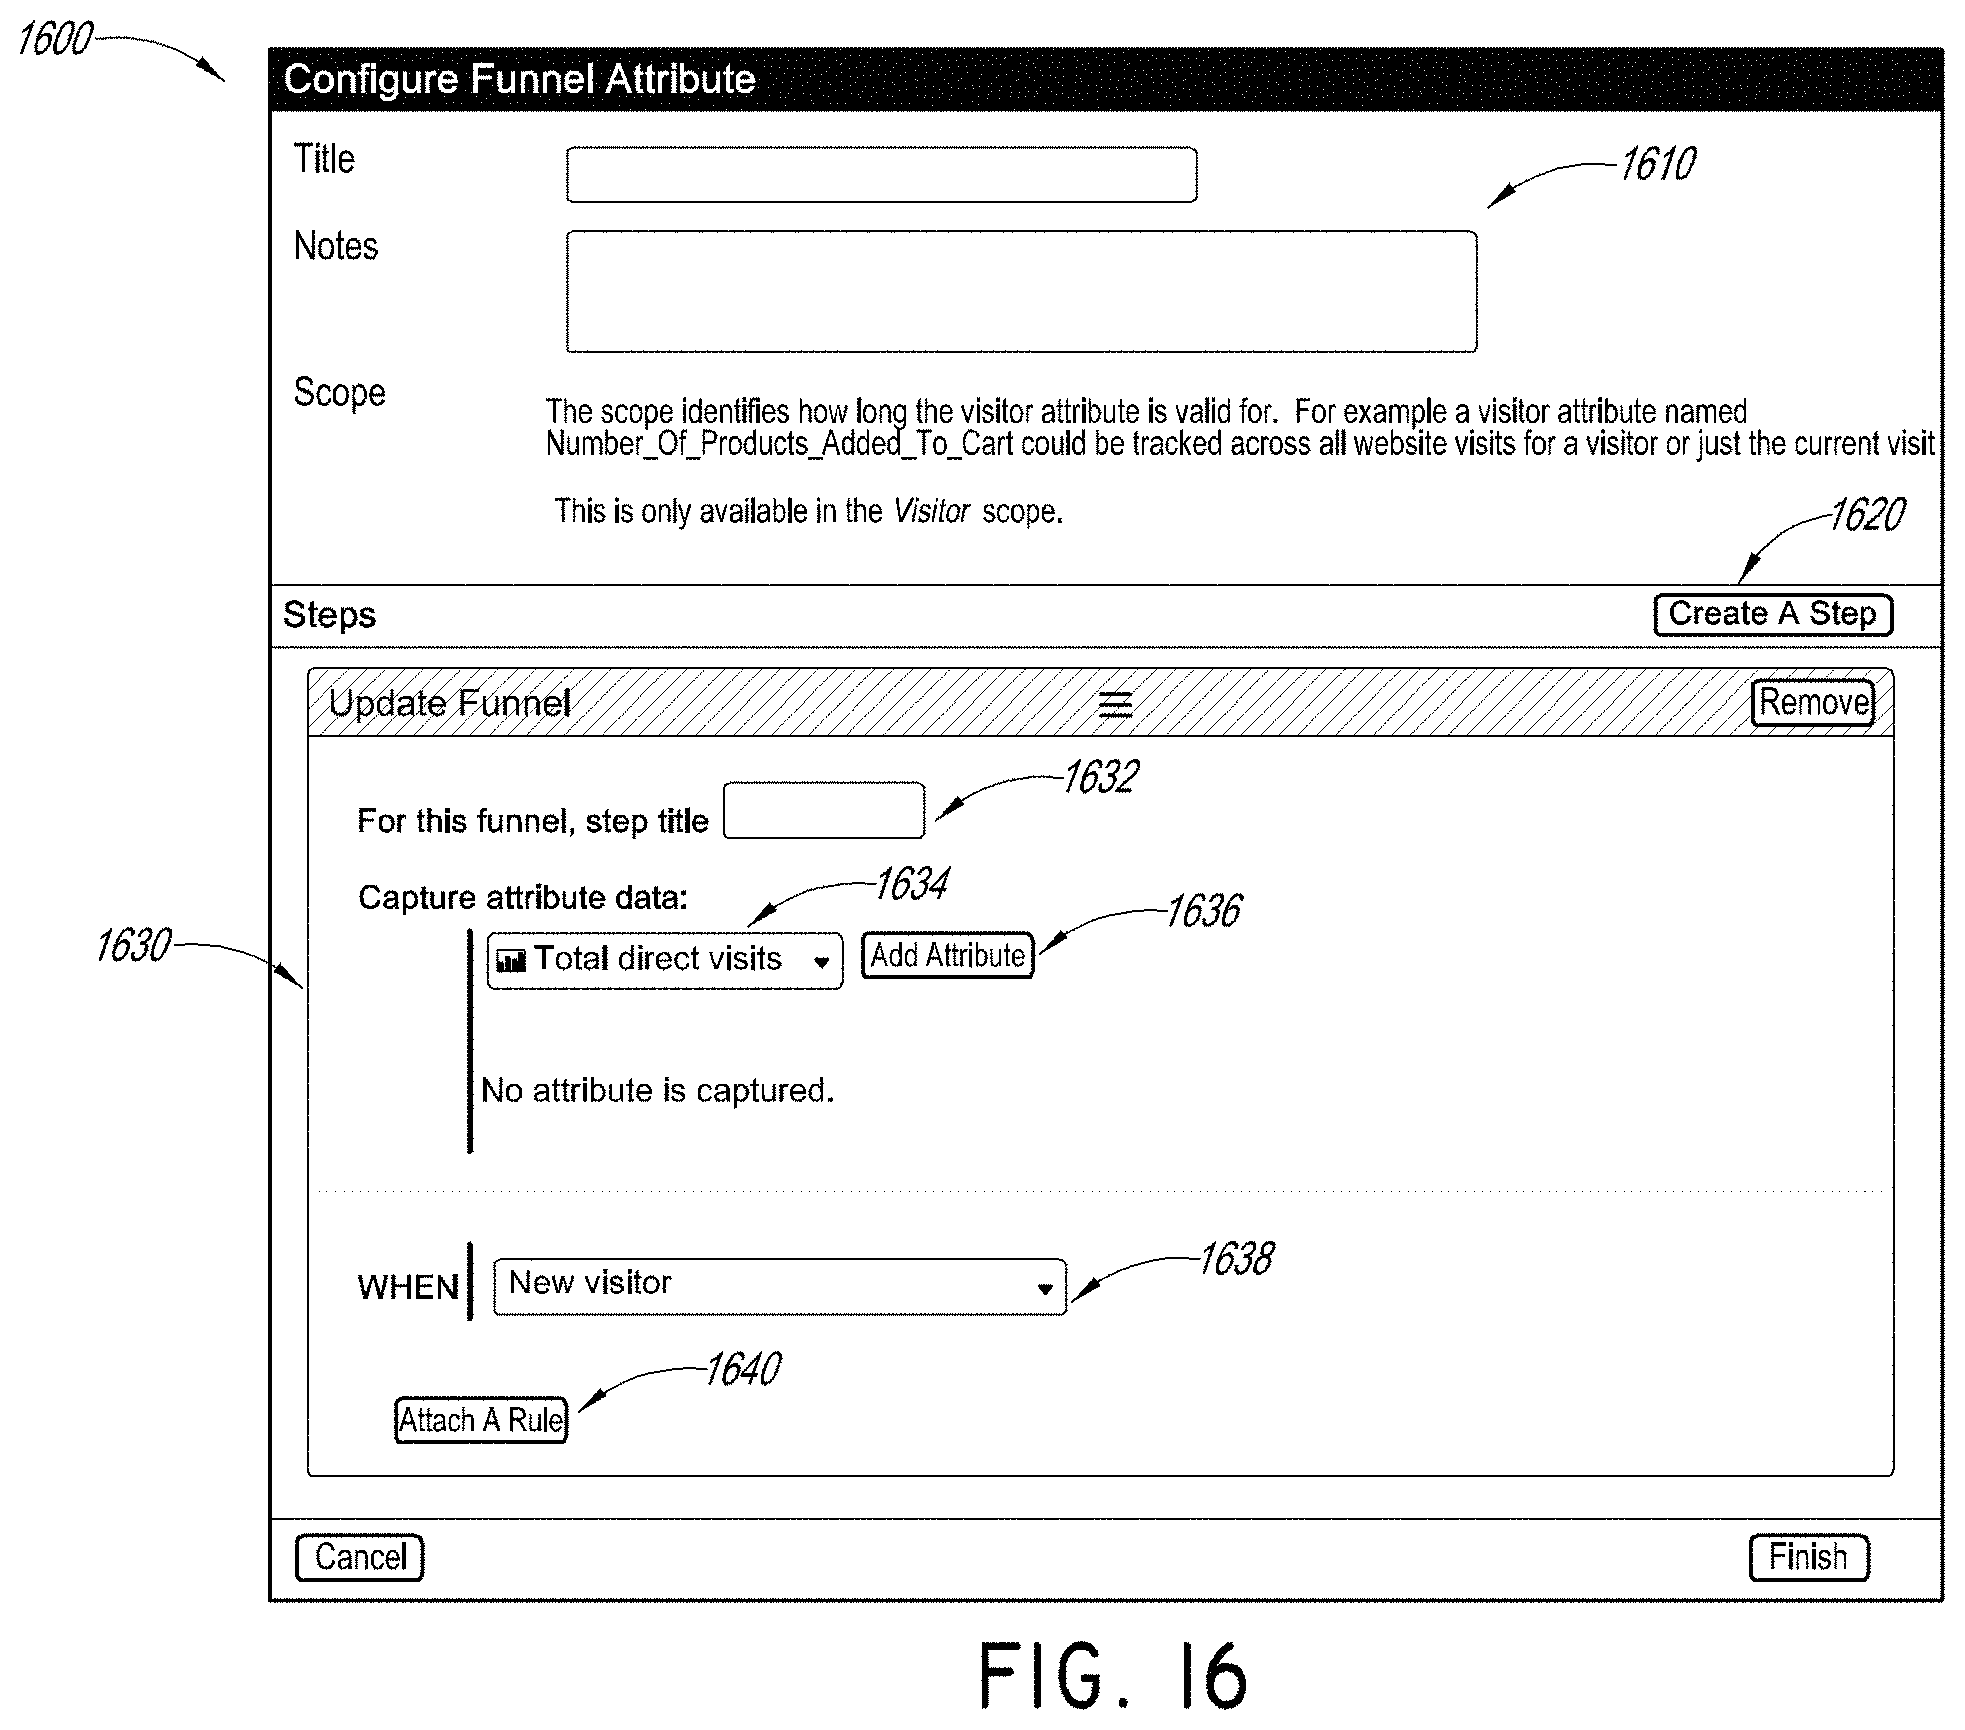 1600
Configure Funnel Attribute
Title
1610
Notes
Scope
The scope identifies how long the visitor attribute is valid for. For example a visitor attribute named
Number_Of_Products_Added_To_Cart could be tracked across all website visits for a visitor or just the current visit
This is only available in the Visitor scope.
1620
Steps
Create A Step
Update Funnel
Remove
1632
For this funnel, step title
1634
Capture attribute data:
1636
1630
Total direct visits
Add Attribute
No attribute is captured.
1638
WHEN
New visitor
1640
Attach A Rule
Cancel
Finish
FIG. 16